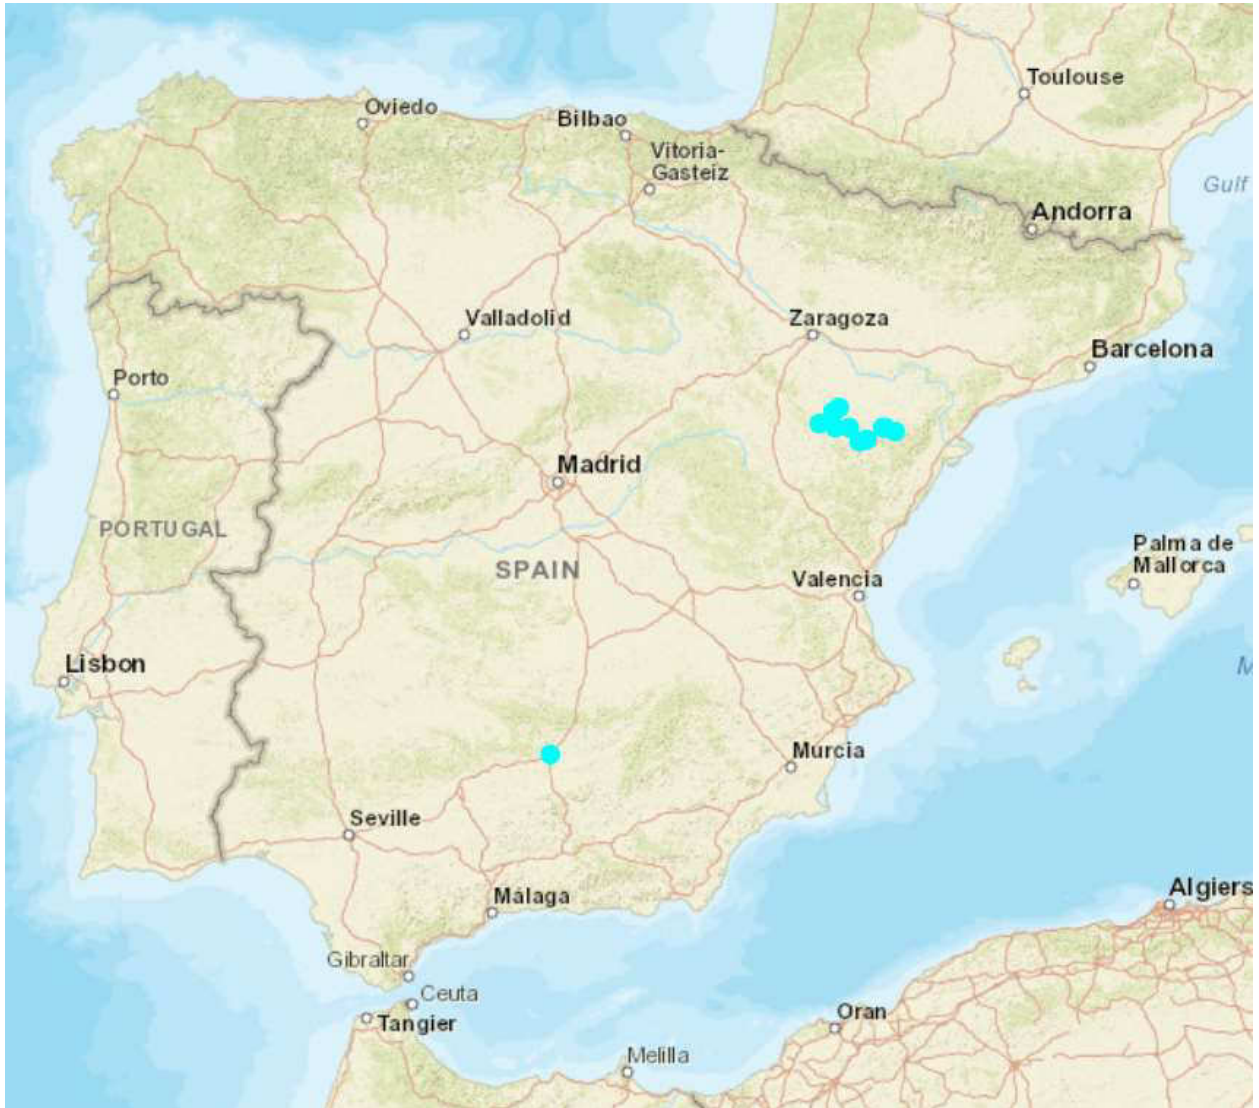 Toulouse
Oviedo
Bilbao
Vitoria-
Gasteiz
Gulf
Andorra
Valladolid
Zaragoza
Barcelona
Porto
Madrid
PORTUGAL
Palma de
Mallorca
SPAIN
Valencia
Lisbon
M
Murcia
Seville
Algiers
Málaga
Gibraltar
Ceuta
Tangier
Oran
Melilla